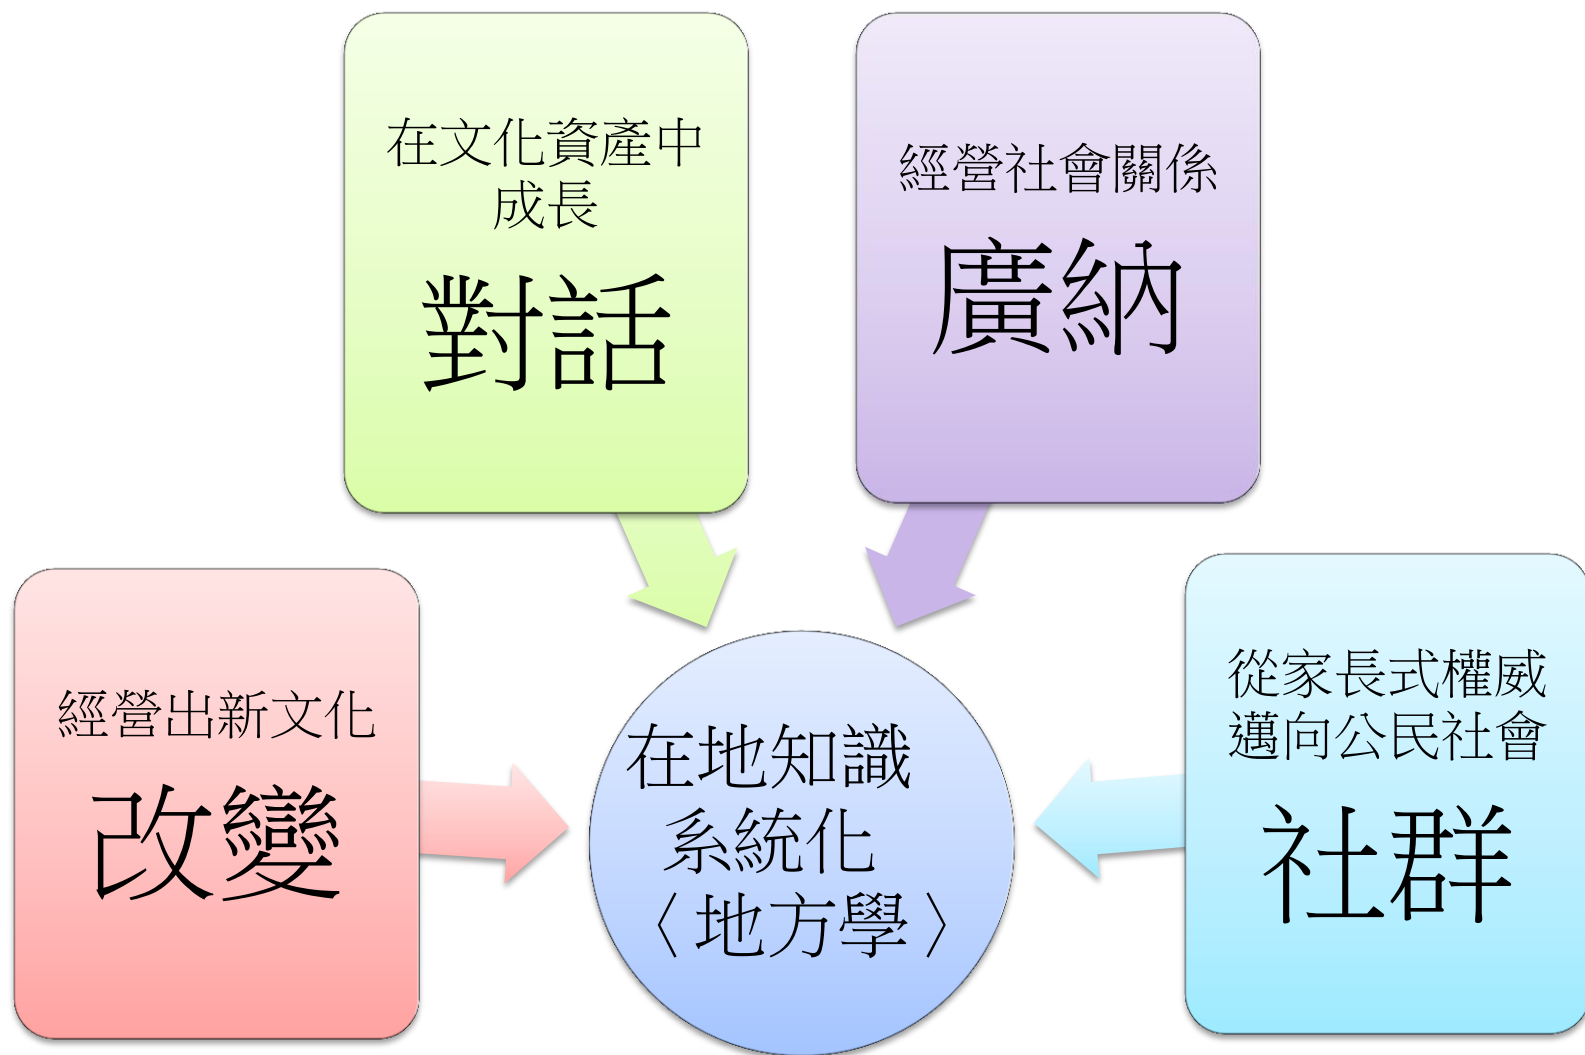 在文化資產中
成長
對話
經營社會關係
廣納
經營出新文化
改變
在地知識
系統化
〈地方學〉
從家長式權威
邁向公民社會
社群